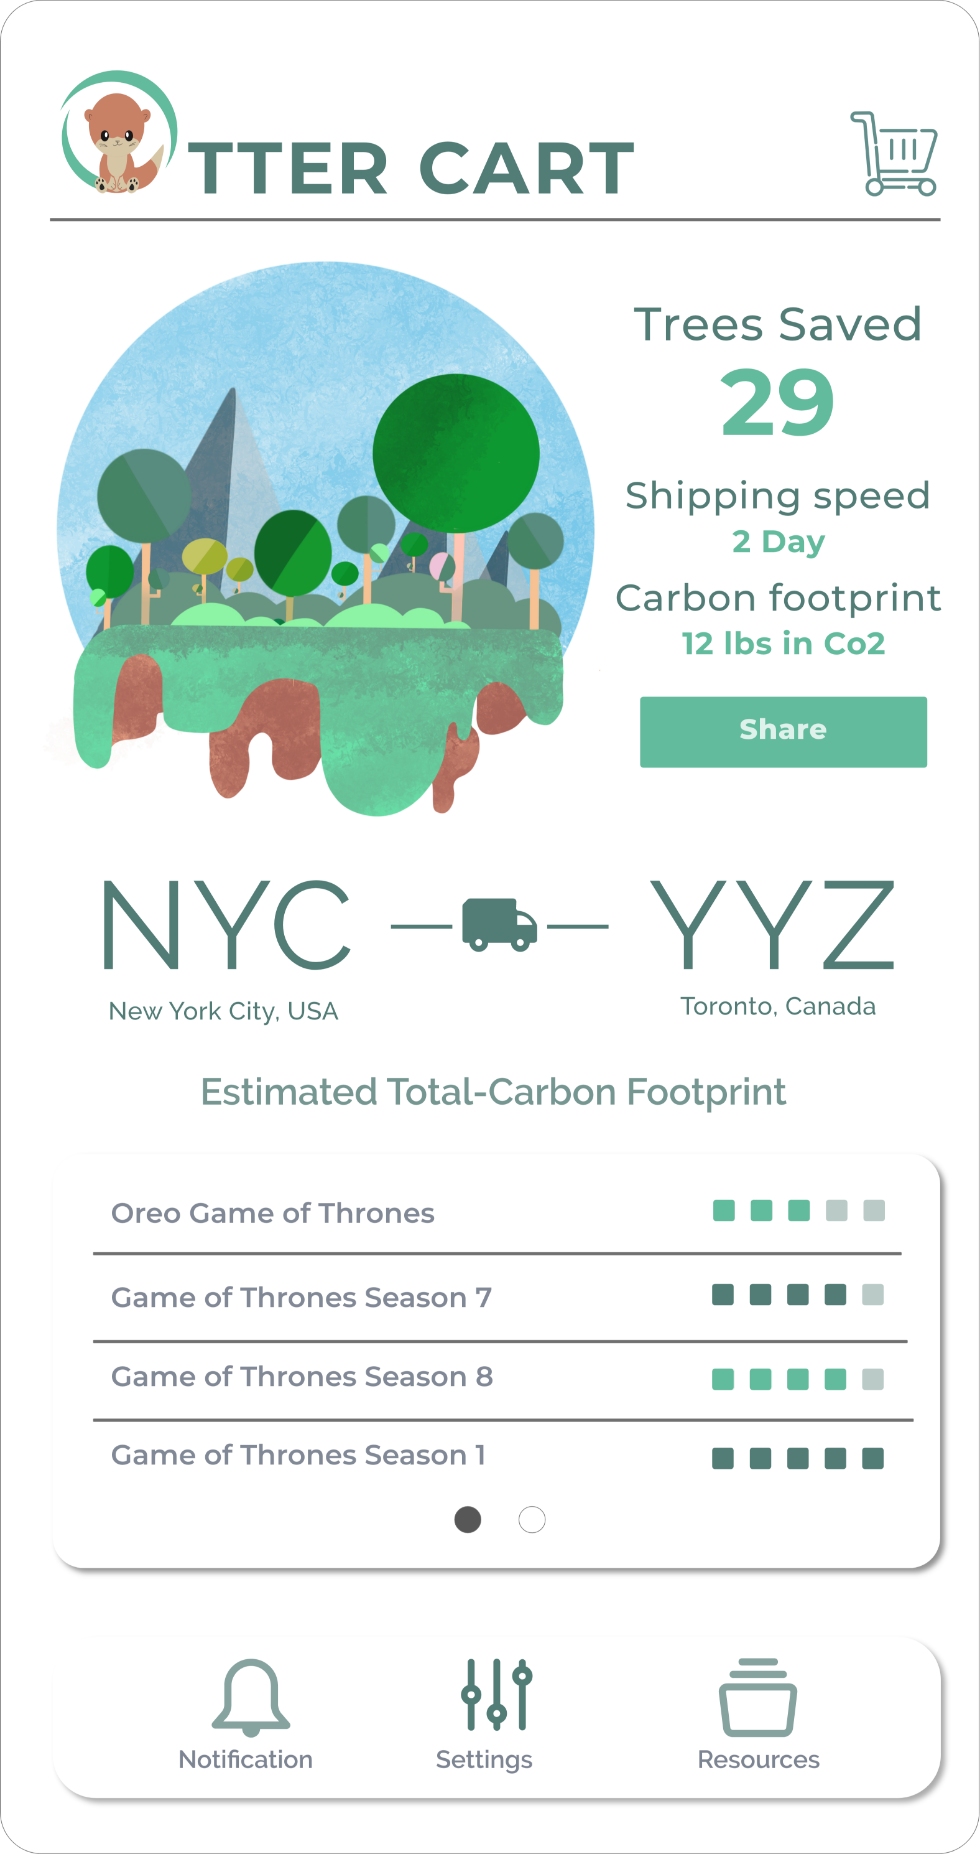 TTER CART
Trees Saved
29
Shipping speed
2 Day
Carbon footprint
12 lbs in Co2
Share
NYC
YYZ
New York City, USA
Toronto, Canada
Estimated Total-Carbon Footprint
Oreo Game of Thrones
Game of Thrones Season 7
Game of Thrones Season 8
Game of Thrones Season 1
Notification
Settings
Resources